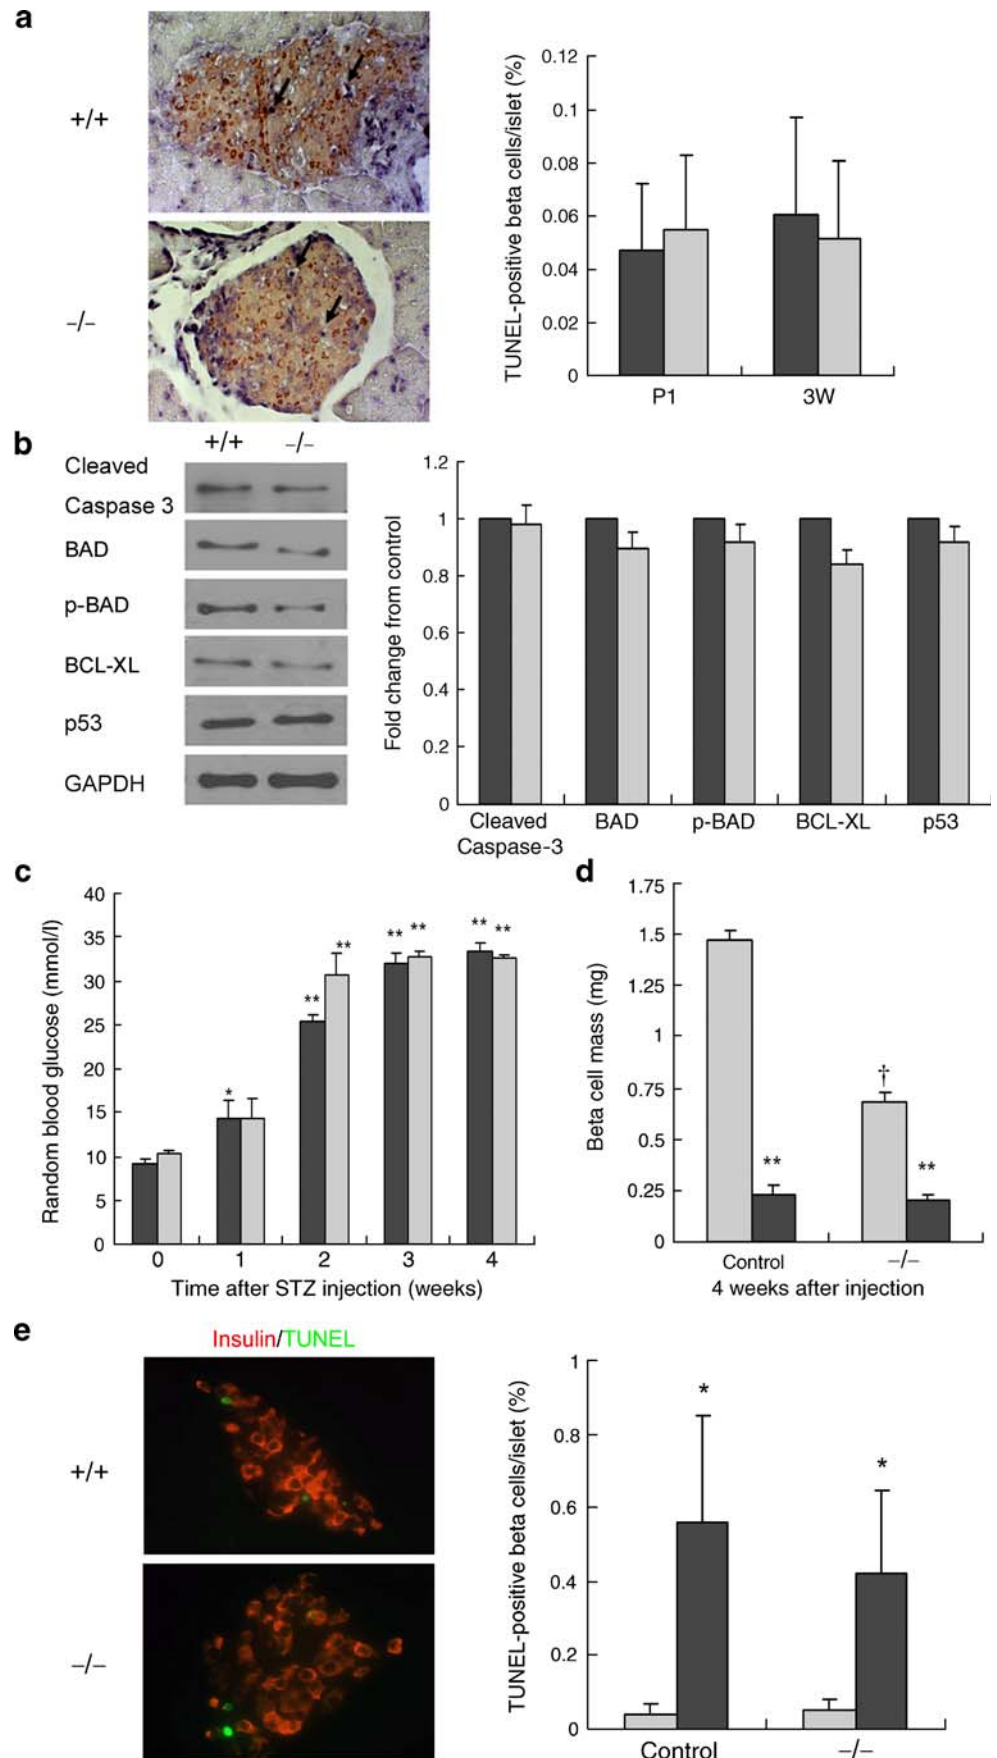 a
+/+
−/−
TUNEL-positive beta cells/islet (%)
0.12
0.1
0.08
0.06
0.04
0.02
0
P1
3W
b
+/+
−/−
Cleaved
Caspase 3
BAD
p-BAD
BCL-XL
p53
GAPDH
Fold change from control
1.2
1
0.8
0.6
0.4
0.2
0
Cleaved
Caspase-3
BAD
p-BAD
BCL-XL
p53
c
Random blood glucose (mmol/l)
40
35
30
25
20
15
10
5
0
*
**
**
**
**
**
**
0
1
2
3
4
Time after STZ injection (weeks)
d
Beta cell mass (mg)
1.75
1.5
1.25
1
0.75
0.5
0.25
0
**
†
**
Control
−/−
4 weeks after injection
e
Insulin/TUNEL
+/+
−/−
TUNEL-positive beta cells/islet (%)
1
0.8
0.6
0.4
0.2
0
*
*
Control
−/−